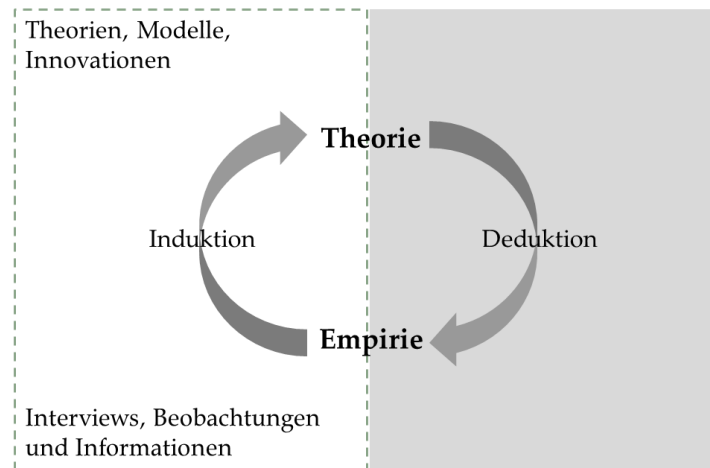 Theorien, Modelle,
Innovationen
Theorie
Induktion
Deduktion
Empirie
Interviews, Beobachtungen
und Informationen